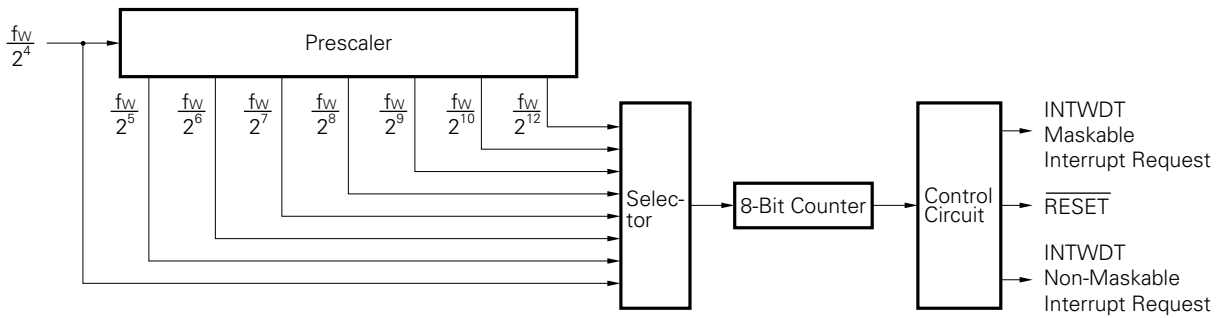 fW/2^4
Prescaler
fW/2^5
fW/2^6
fW/2^7
fW/2^8
fW/2^9
fW/2^10
fW/2^12
Selec-
tor
8-Bit Counter
Control
Circuit
INTWDT
Maskable
Interrupt Request
RESET
INTWDT
Non-Maskable
Interrupt Request